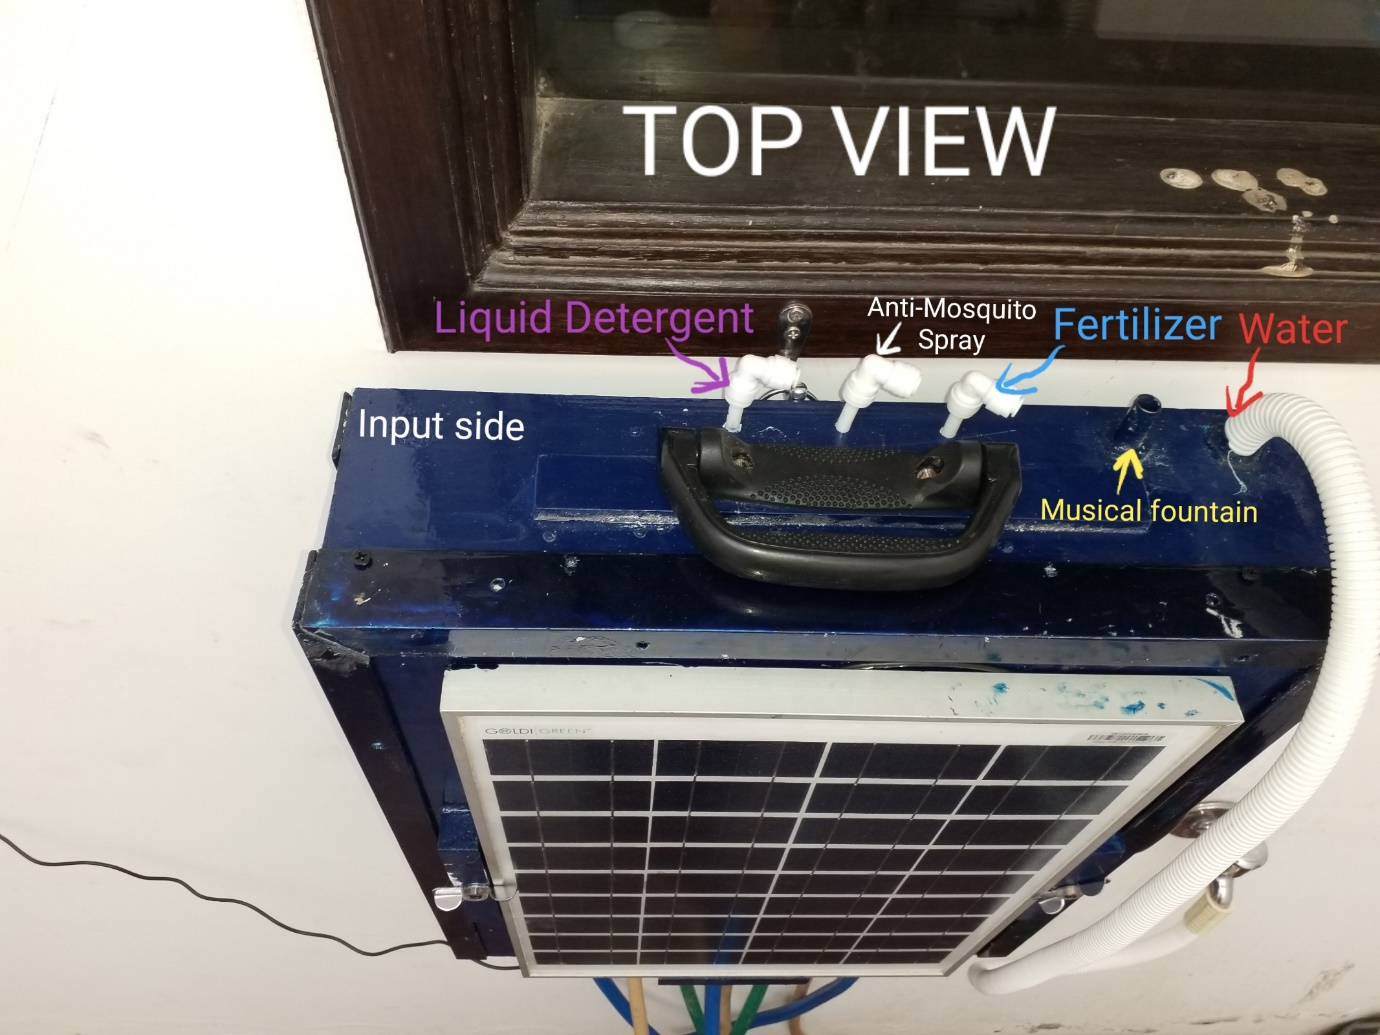 TOP VIEW
Liquid Detergent
Anti-Mosquito
Spray
Fertilizer
Water
Input side
Musical fountain
GOLDI GREEN